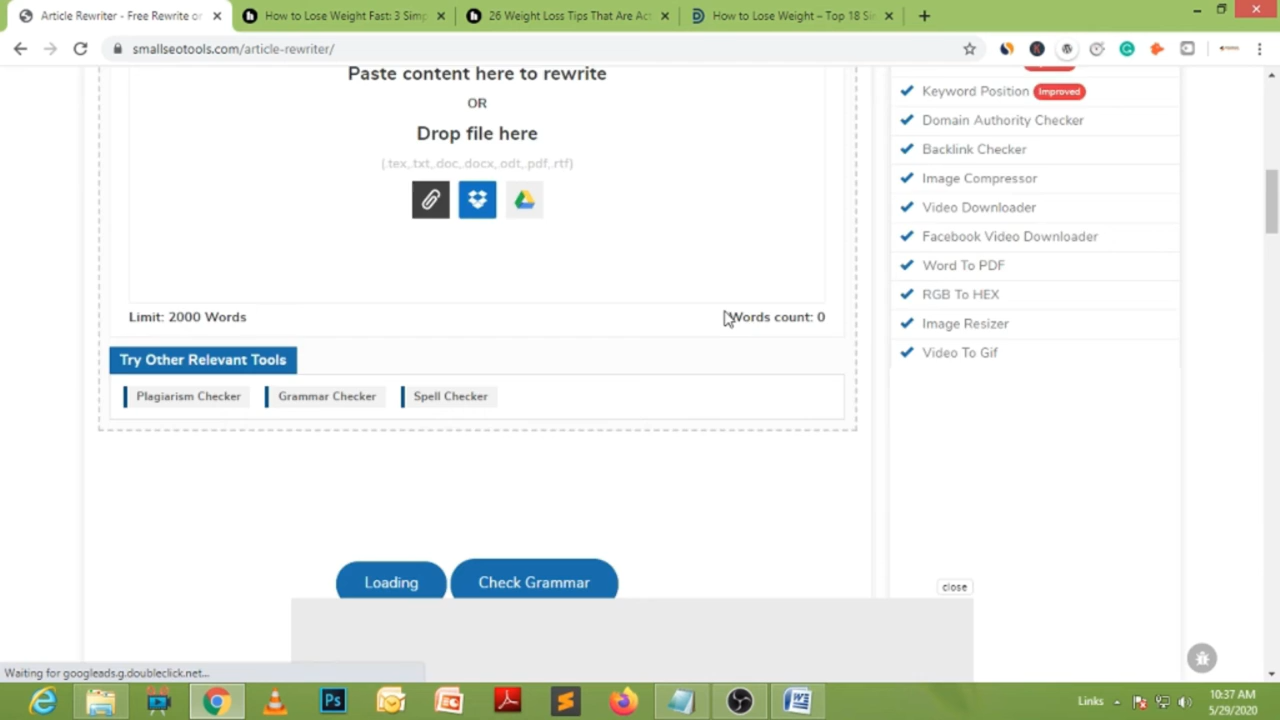 Article Rewriter - Free Rewrite or
How to Lose Weight Fast: 3 Simp
26 Weight Loss Tips That Are Act
How to Lose Weight – Top 18 Sim
smallseotools.com/article-rewriter/
Paste content here to rewrite
OR
Drop file here
(.tex,.txt,.doc,.docx,.odt,.pdf,.rtf)
Limit: 2000 Words
Words count: 0
Try Other Relevant Tools
Plagiarism Checker
Grammar Checker
Spell Checker
Loading
Check Grammar
Keyword Position Improved
Domain Authority Checker
Backlink Checker
Image Compressor
Video Downloader
Facebook Video Downloader
Word To PDF
RGB To HEX
Image Resizer
Video To Gif
close
Waiting for googleads.g.doubleclick.net...
Ps
Links
10:37 AM
5/29/2020